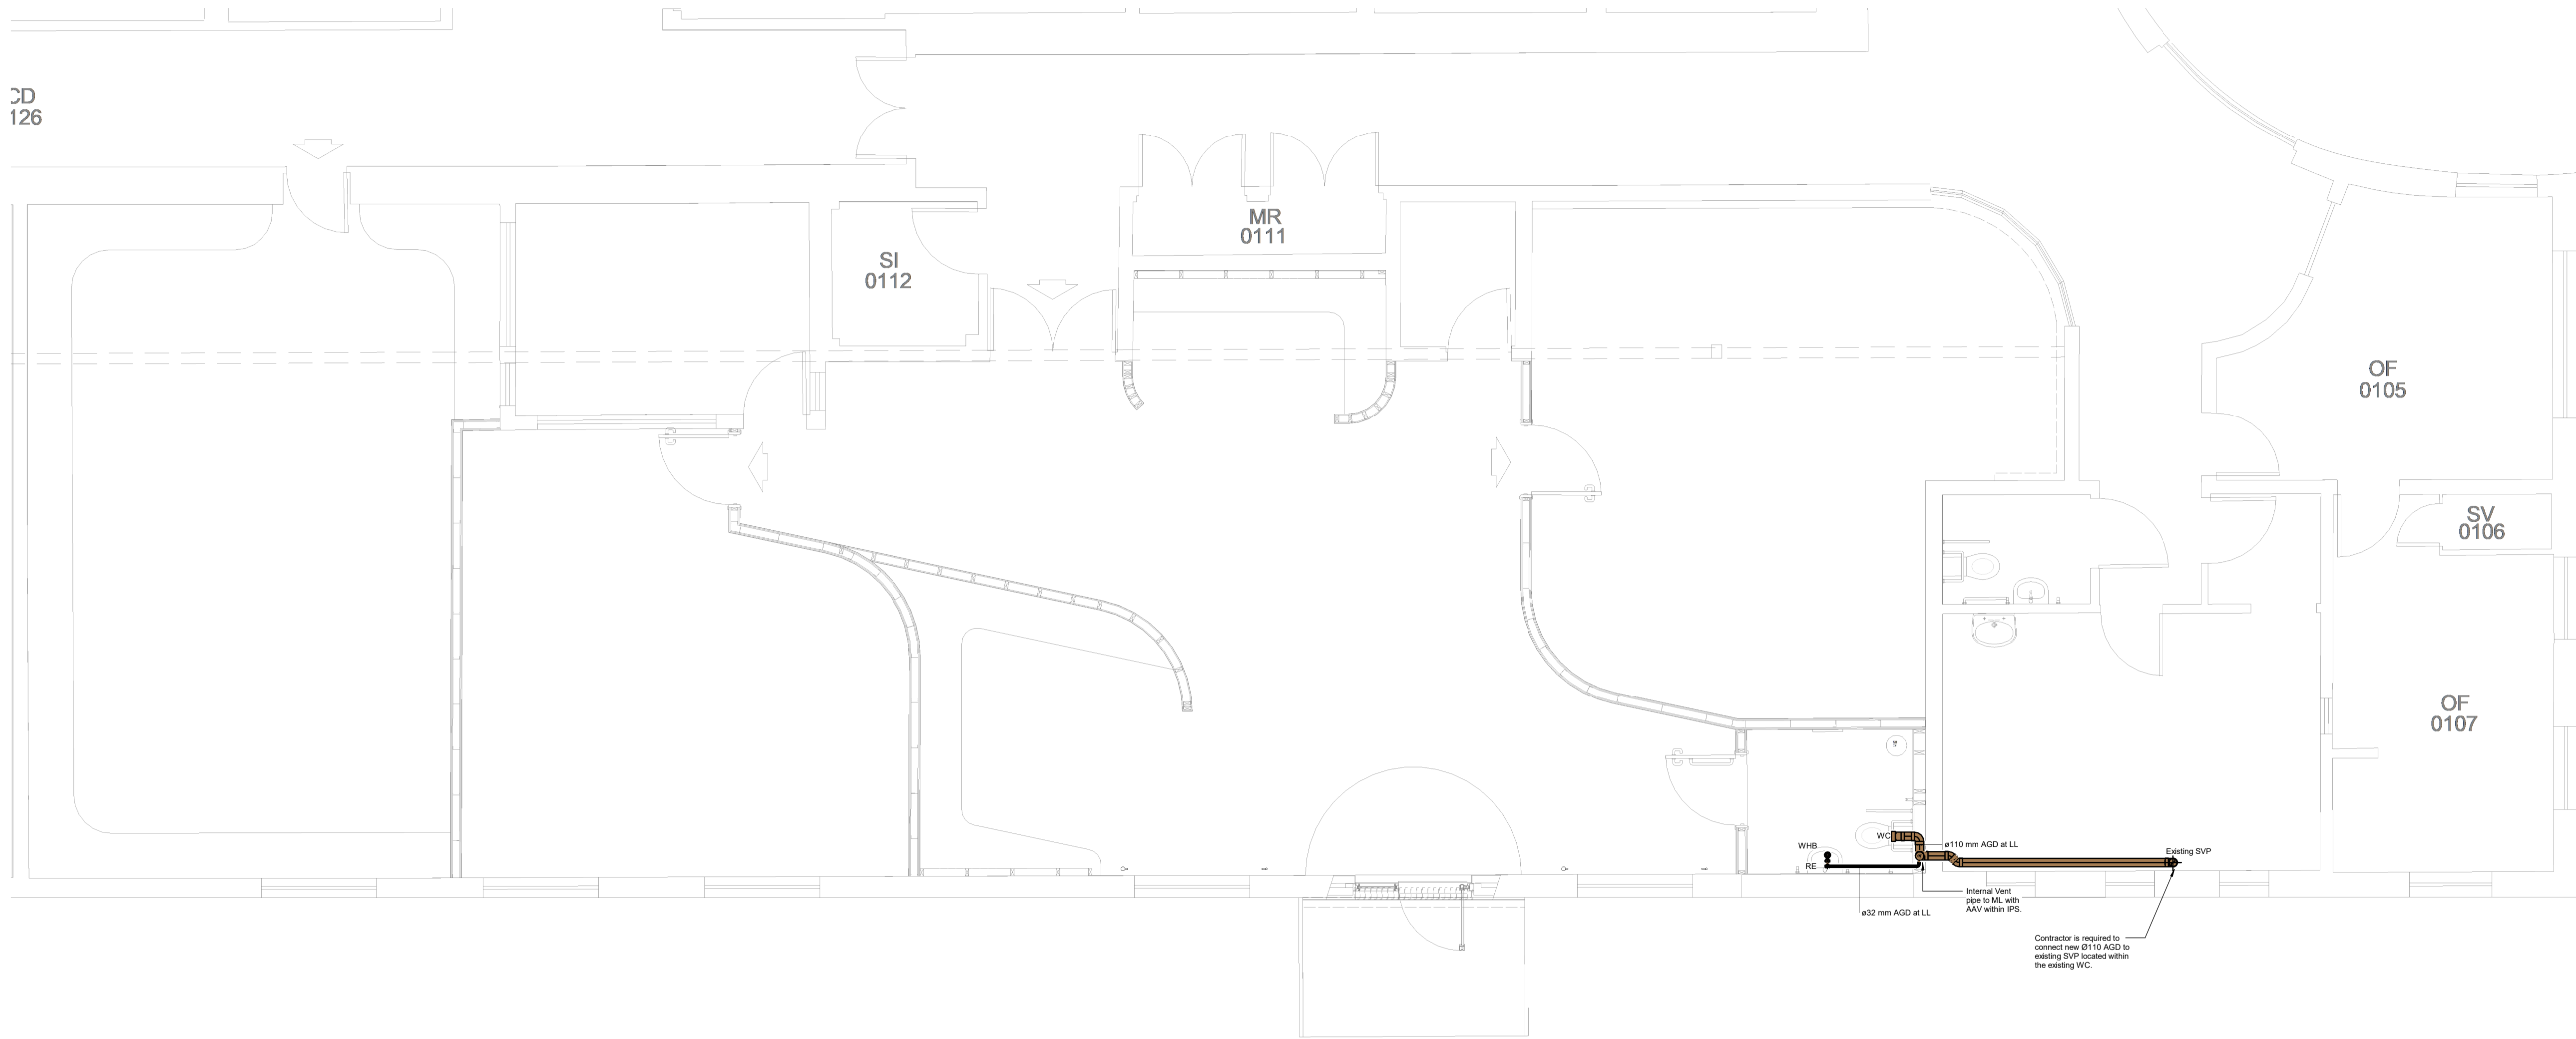 CD
126
MR
0111
SI
0112
OF
0105
SV
0106
OF
0107
WC
WHB
RE
ø110 mm AGD at LL
Existing SVP
Internal Vent
pipe to ML with
AAV within IPS.
ø32 mm AGD at LL
Contractor is required to
connect new Ø110 AGD to
existing SVP located within
the existing WC.